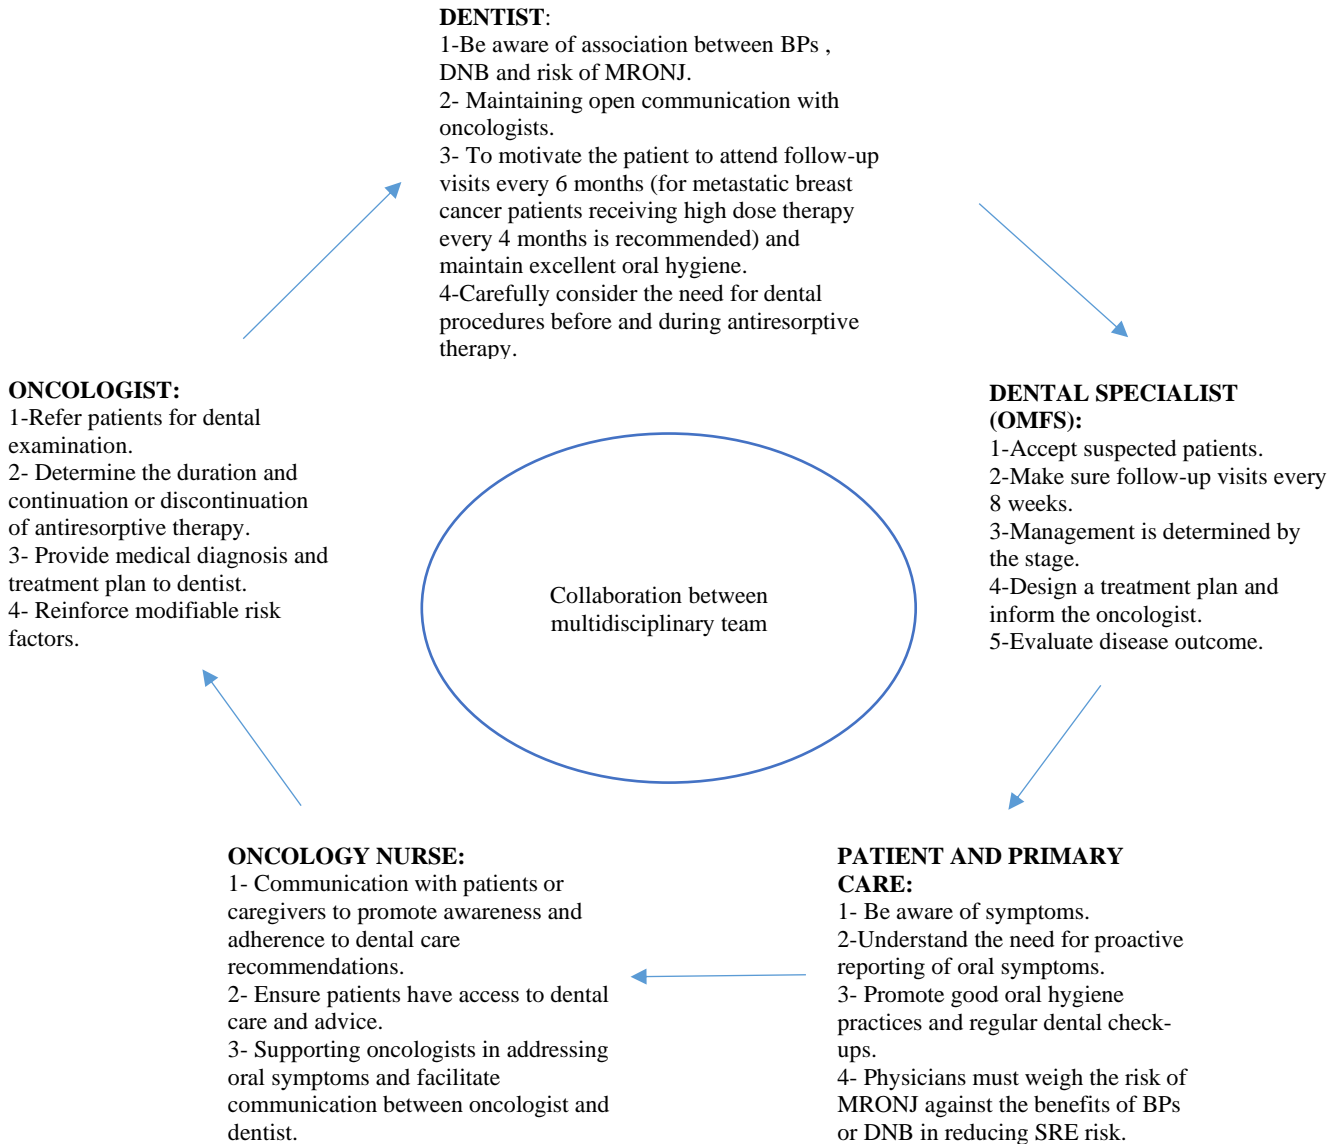 DENTIST:
1-Be aware of association between BPs ,
DNB and risk of MRONJ.
2- Maintaining open communication with
oncologists.
3- To motivate the patient to attend follow-up
visits every 6 months (for metastatic breast
cancer patients receiving high dose therapy
every 4 months is recommended) and
maintain excellent oral hygiene.
4-Carefully consider the need for dental
procedures before and during antiresorptive
therapy.
DENTAL SPECIALIST
(OMFS):
1-Accept suspected patients.
2-Make sure follow-up visits every
8 weeks.
3-Management is determined by
the stage.
4-Design a treatment plan and
inform the oncologist.
5-Evaluate disease outcome.
PATIENT AND PRIMARY
CARE:
1- Be aware of symptoms.
2-Understand the need for proactive
reporting of oral symptoms.
3- Promote good oral hygiene
practices and regular dental check-
ups.
4- Physicians must weigh the risk of
MRONJ against the benefits of BPs
or DNB in reducing SRE risk.
ONCOLOGY NURSE:
1- Communication with patients or
caregivers to promote awareness and
adherence to dental care
recommendations.
2- Ensure patients have access to dental
care and advice.
3- Supporting oncologists in addressing
oral symptoms and facilitate
communication between oncologist and
dentist.
ONCOLOGIST:
1-Refer patients for dental
examination.
2- Determine the duration and
continuation or discontinuation
of antiresorptive therapy.
3- Provide medical diagnosis and
treatment plan to dentist.
4- Reinforce modifiable risk
factors.
Collaboration between
multidisciplinary team